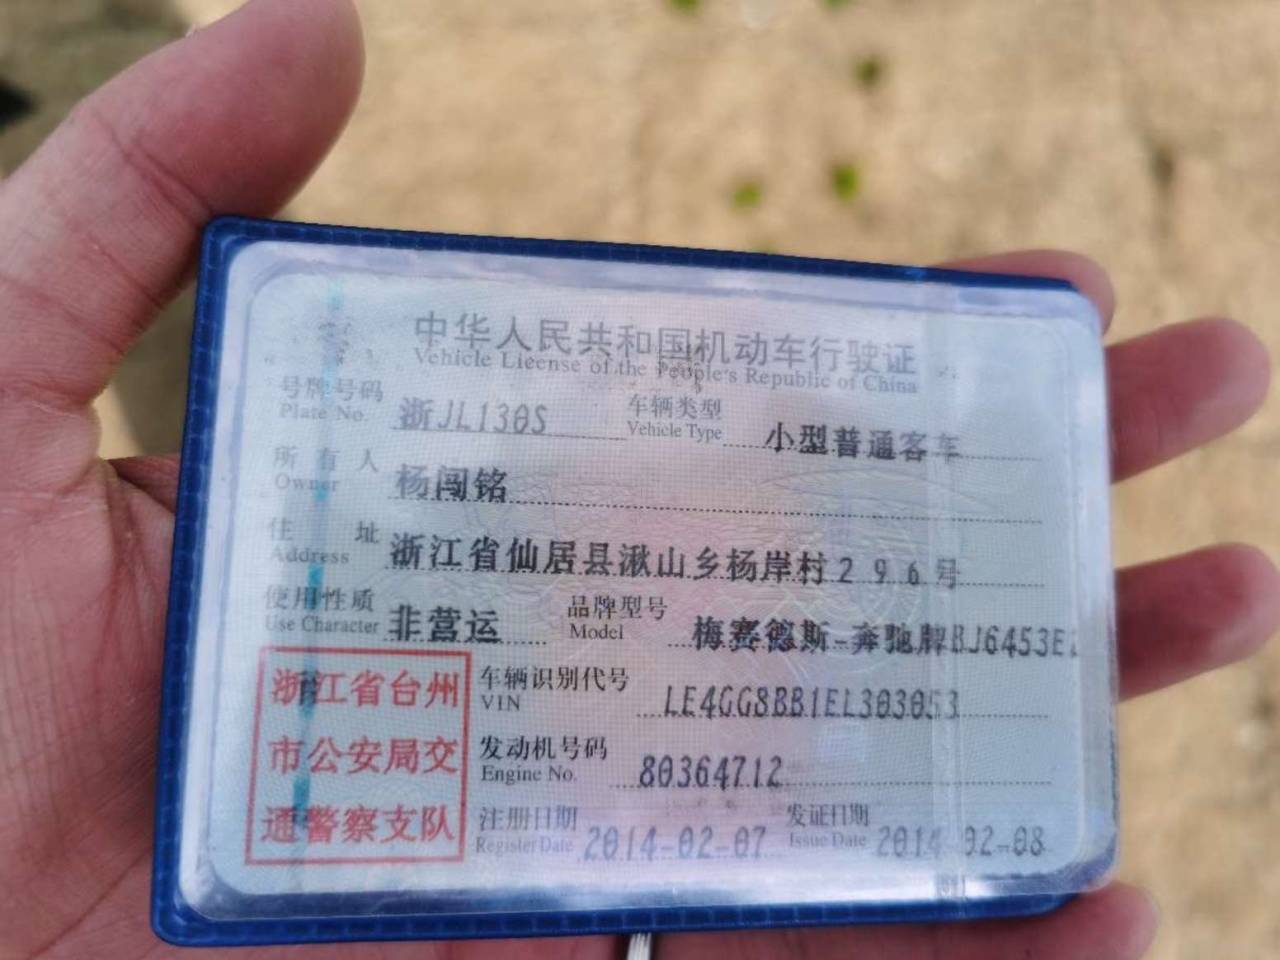 中华人民共和国机动车行驶证
Vehicle License of the People's Republic of China
号牌号码 浙JL130S 车辆类型 小型普通客车
Plate No. Vehicle Type
所有人 杨闯铭
Owner
住址 浙江省仙居县湫山乡杨岸村296号
Address
使用性质 非营运 品牌型号 梅赛德斯-奔驰牌BJ6453E
Use Character Model
浙江省台州
市公安局交
通警察支队
车辆识别代号 LE4GG8BB1EL303053
VIN
发动机号码 80364712
Engine No.
注册日期 2014-02-07 发证日期 2014-02-08
Register Date Issue Date